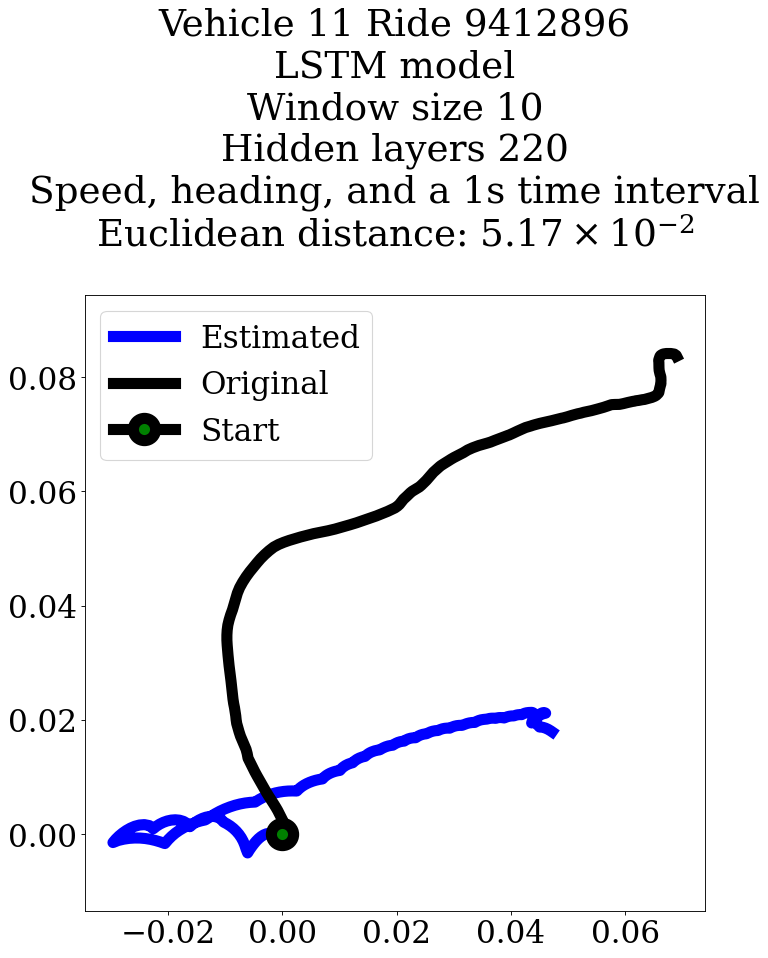 Vehicle 11 Ride 9412896
LSTM model
Window size 10
Hidden layers 220
Speed, heading, and a 1s time interval
Euclidean distance: 5.17 × 10⁻²
Estimated
Original
Start
0.08
0.06
0.04
0.02
0.00
−0.02 0.00 0.02 0.04 0.06